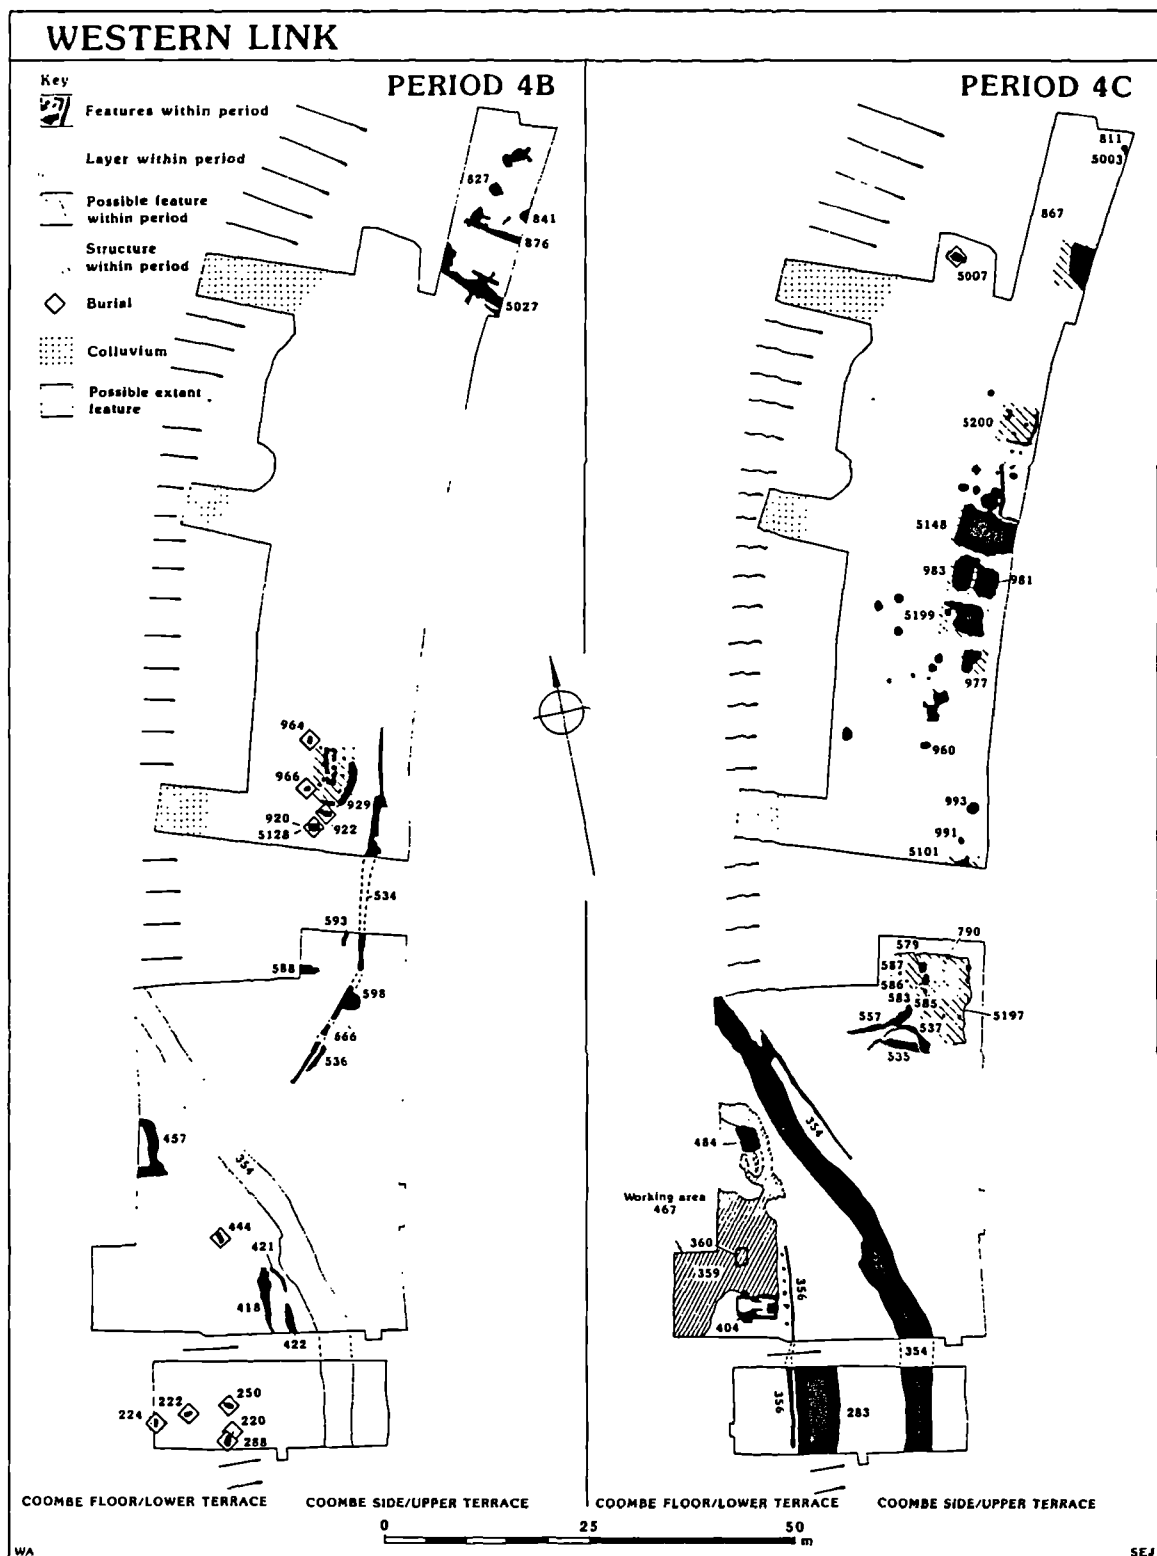 WESTERN LINK
Key
Features within period
Layer within period
Possible feature
within period
Structure
within period
Burial
Colluvium
Possible extant
feature
PERIOD 4B
827
841
876
5027
964
966
929
920
922
5128
534
593
588
598
666
536
457
354
444
421
418
422
250
222
224
220
288
COOMBE FLOOR/LOWER TERRACE
COOMBE SIDE/UPPER TERRACE
PERIOD 4C
811
5003
867
5007
5200
5148
983
981
5199
977
960
993
991
5101
790
579
587
586
583
585
5197
557
537
535
354
484
Working area
467
360
359
356
404
354
356
283
COOMBE FLOOR/LOWER TERRACE
COOMBE SIDE/UPPER TERRACE
0 25 50
m
WA
SEJ